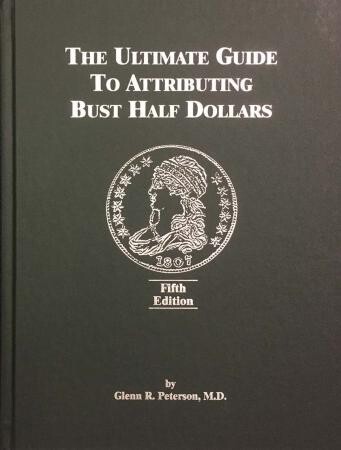 THE ULTIMATE GUIDE
TO ATTRIBUTING
BUST HALF DOLLARS
1807
Fifth
Edition
by
Glenn R. Peterson, M.D.